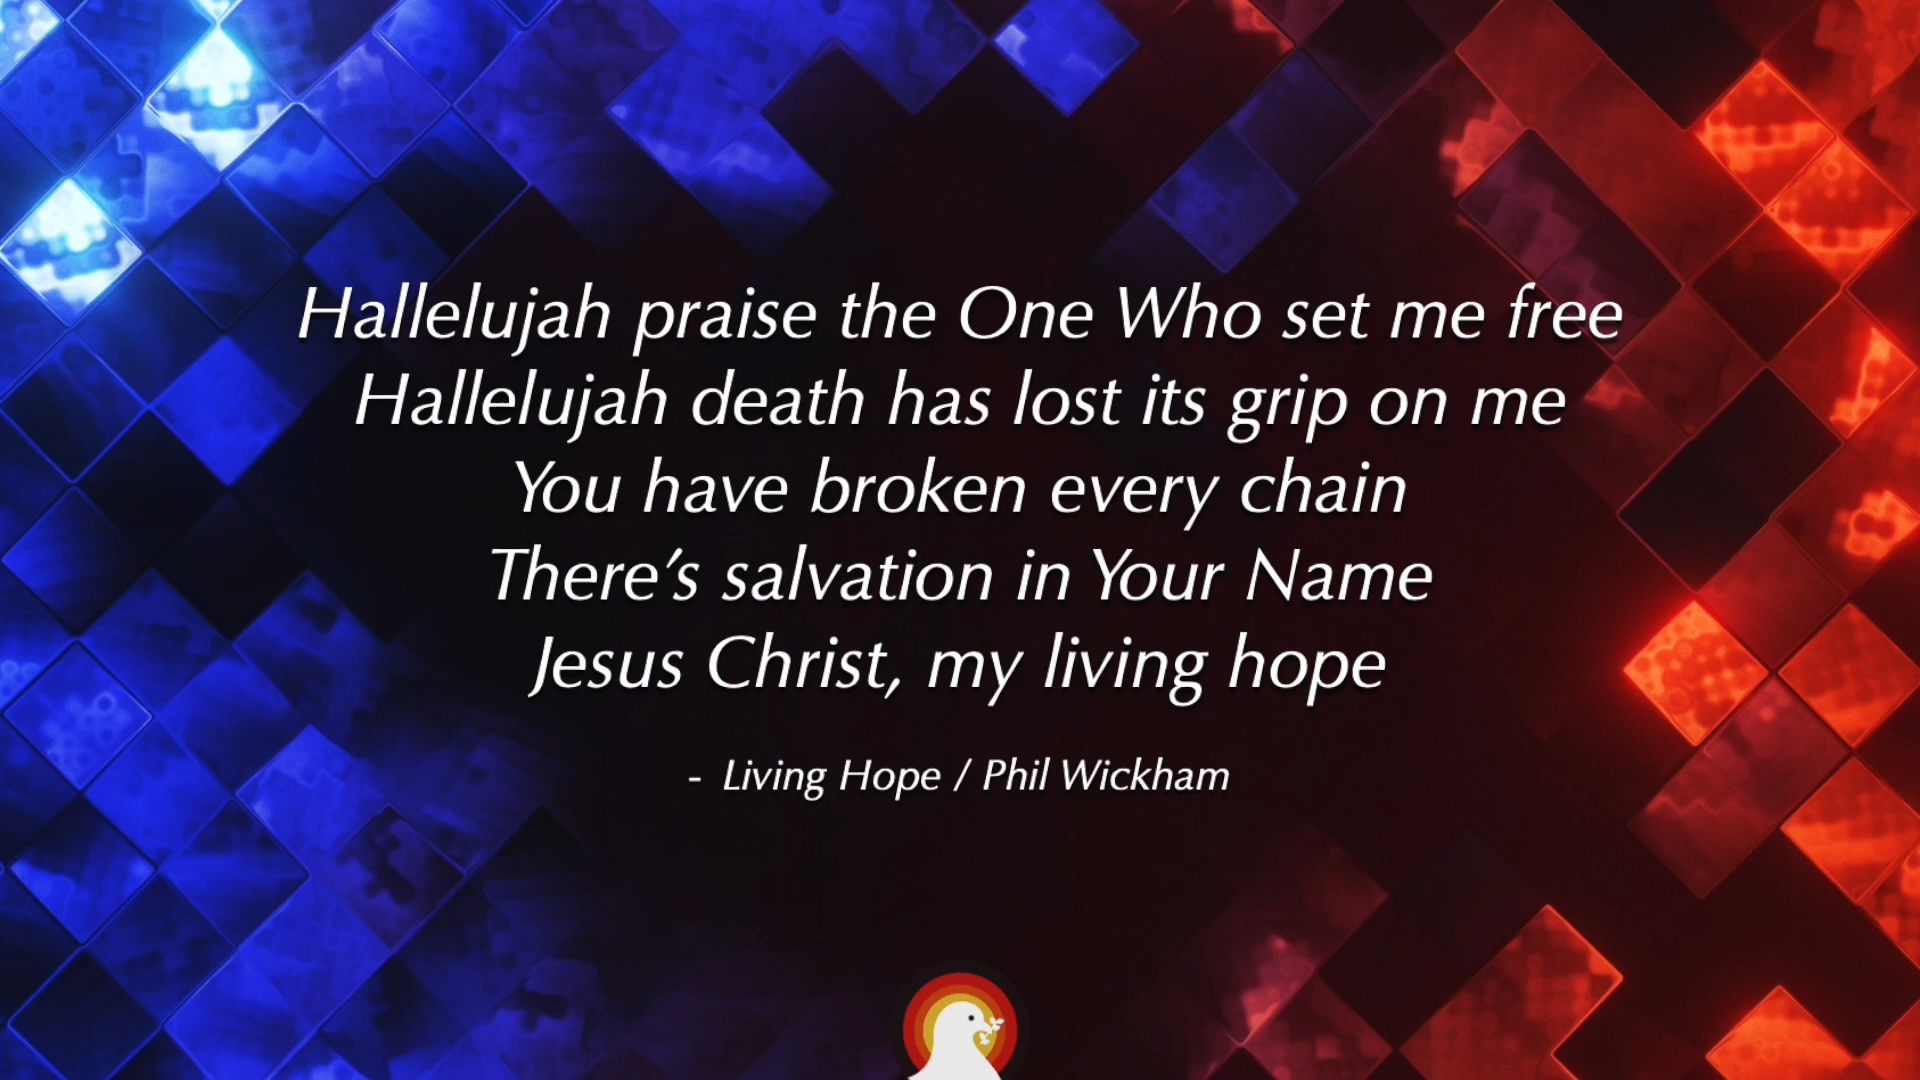 Hallelujah praise the One Who set me free
Hallelujah death has lost its grip on me
You have broken every chain
There’s salvation in Your Name
Jesus Christ, my living hope
- Living Hope / Phil Wickham